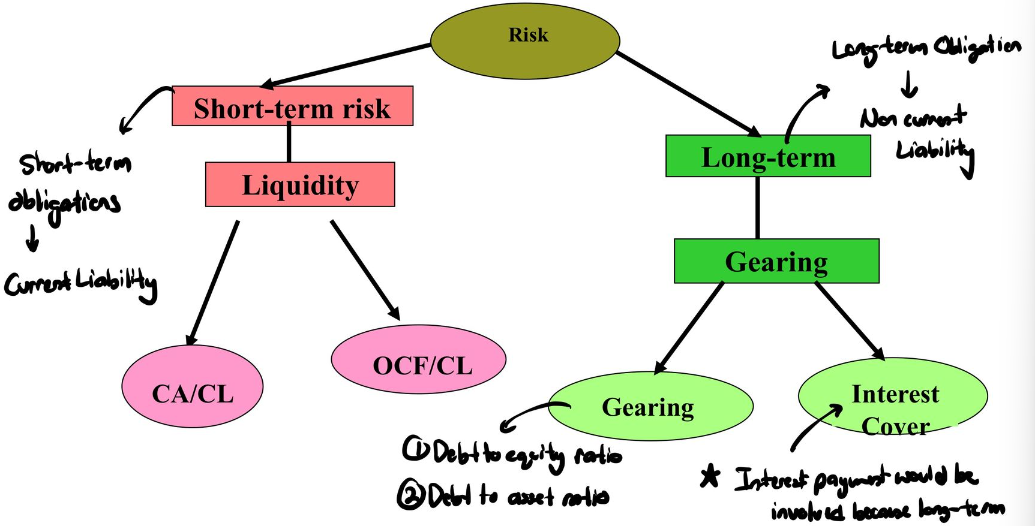 Risk
Short-term risk
Liquidity
CA/CL
OCF/CL
Short-term
obligations
Current Liability
Long-term
Gearing
Gearing
Interest
Cover
Long-term Obligation
Non current
Liability
① Debt to equity ratio
② Debt to asset ratio
★ Interest payment would be
involved because long-term